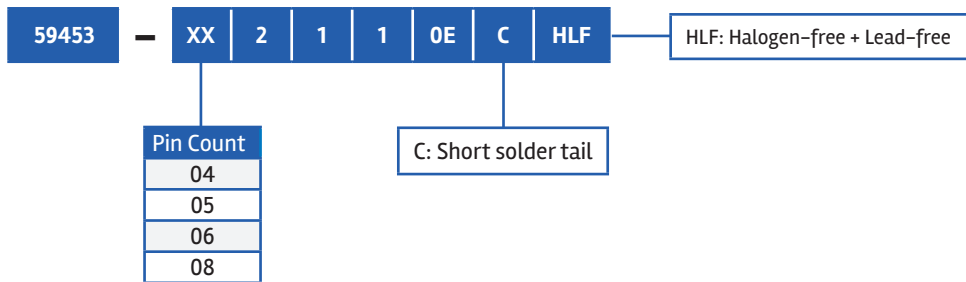 59453 – XX 2 1 1 0E C HLF
HLF: Halogen-free + Lead-free
Pin Count
04
05
06
08
C: Short solder tail